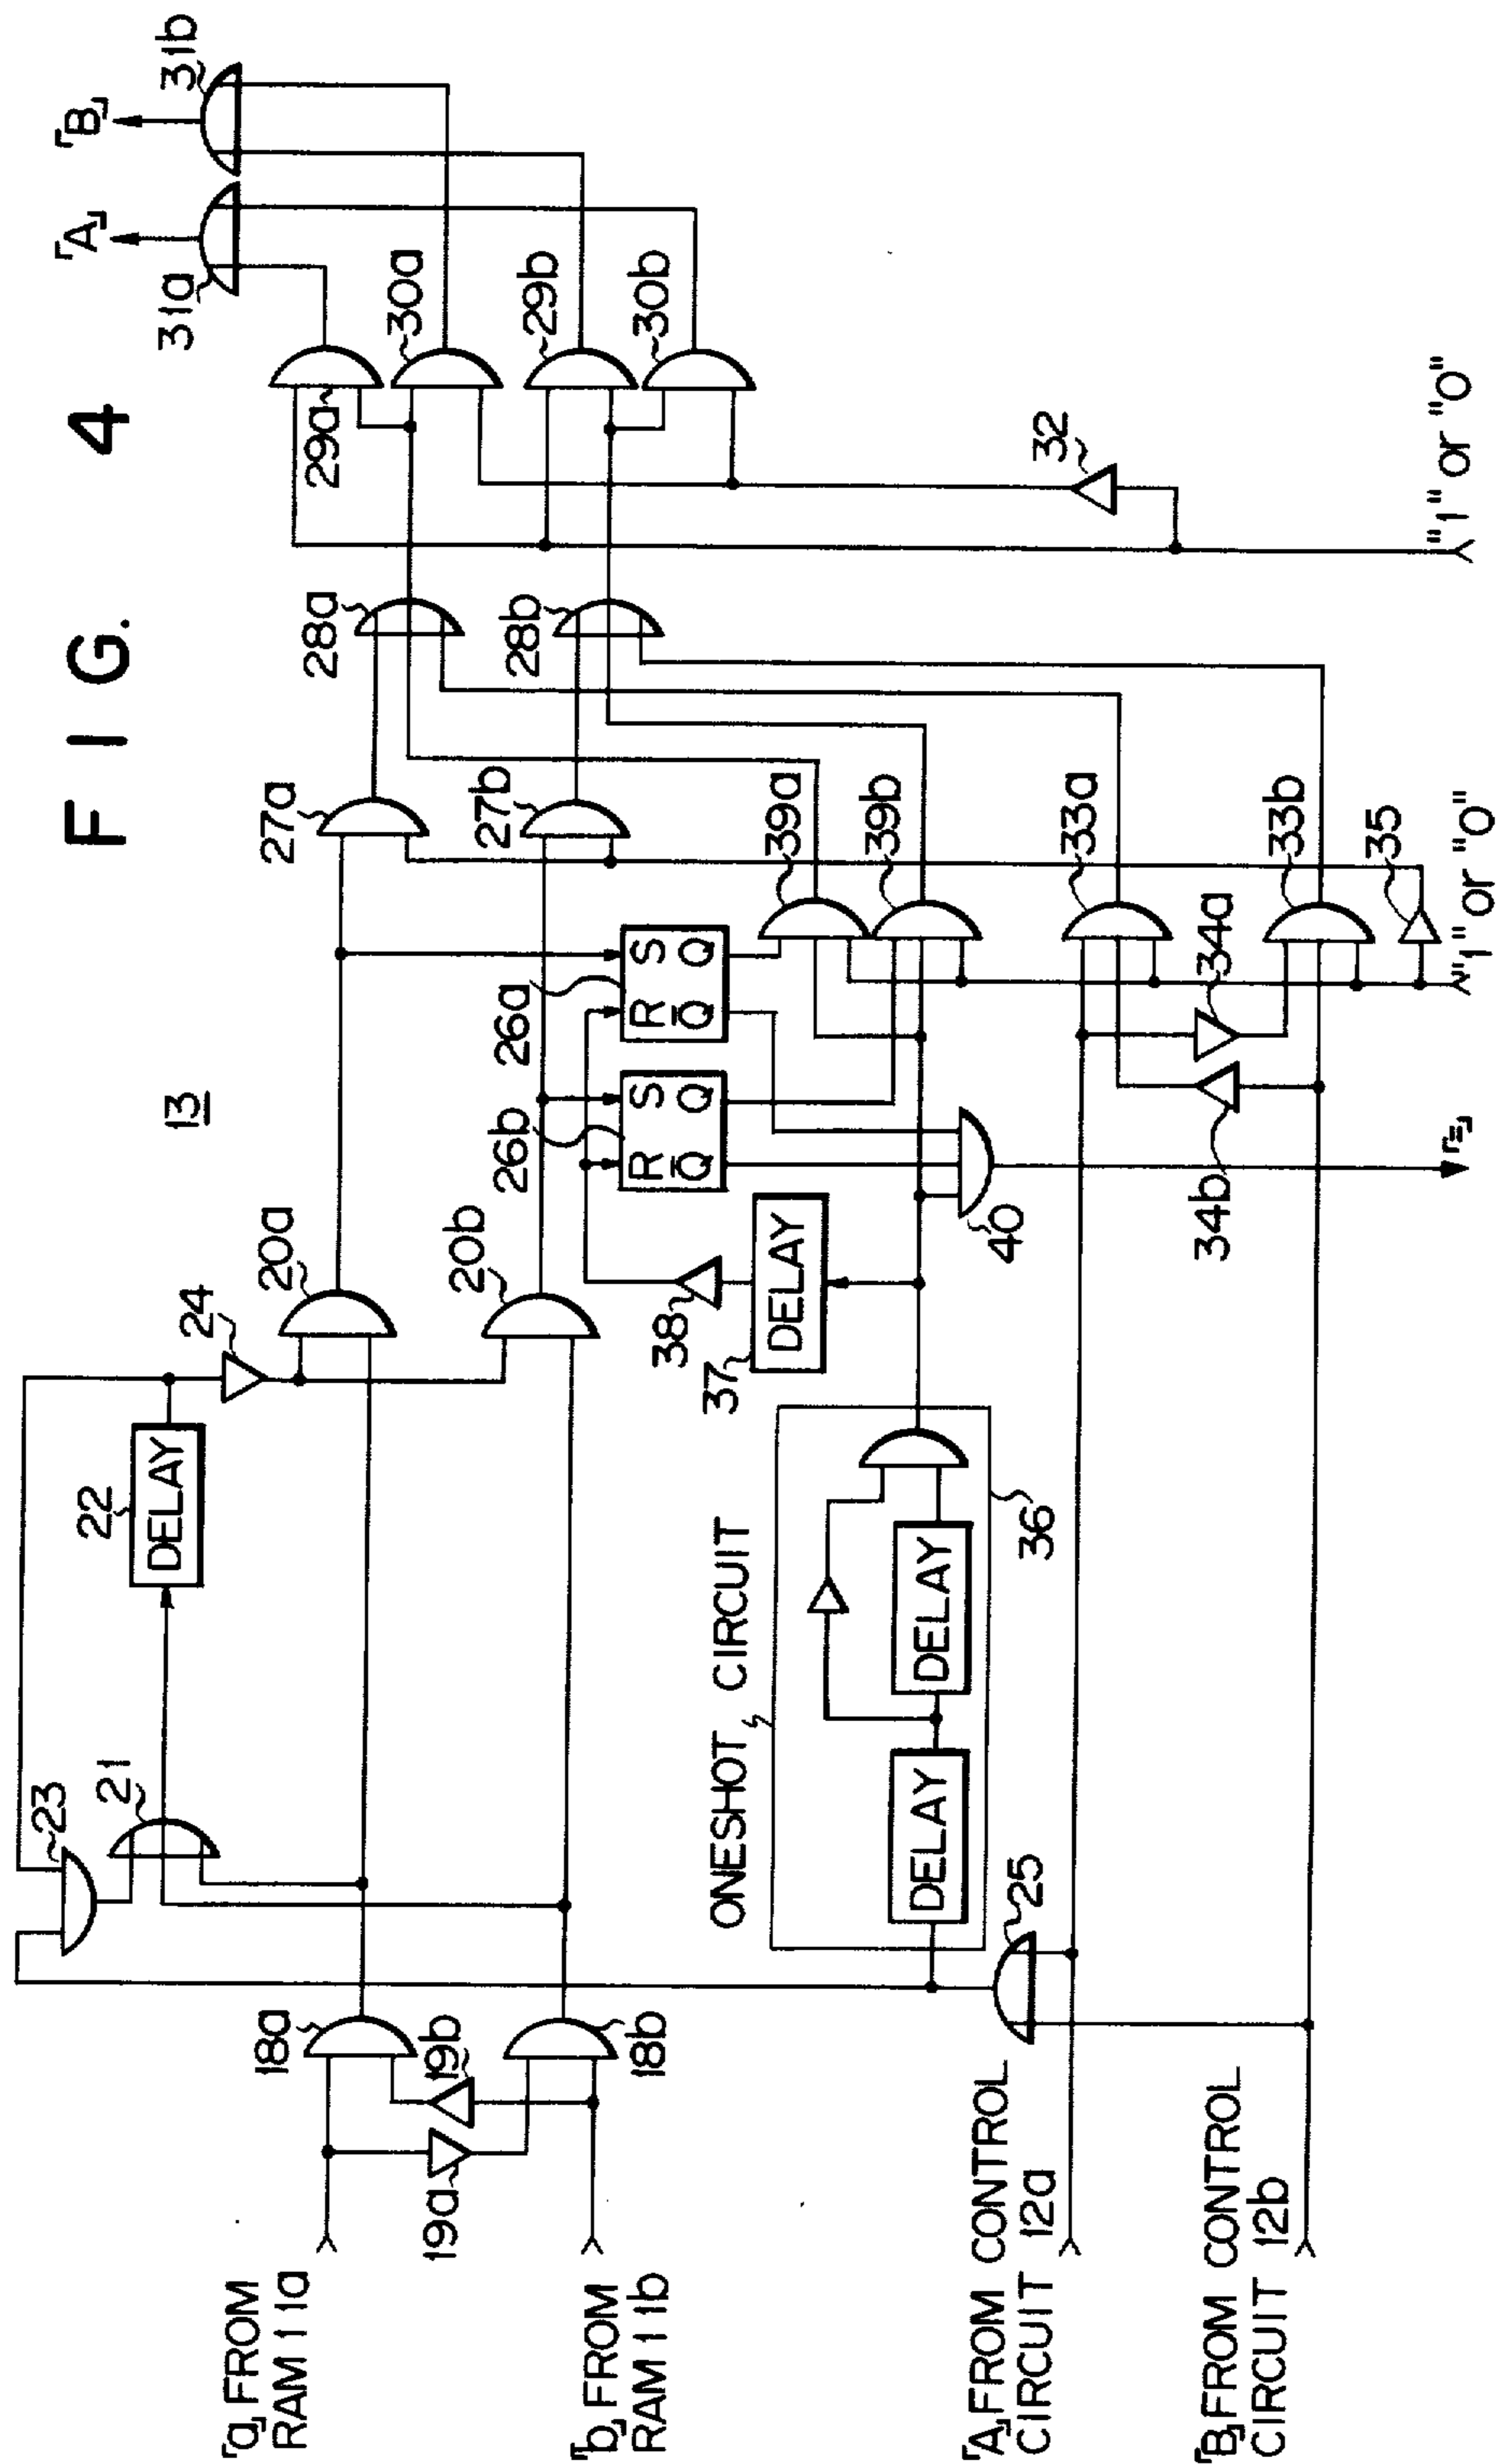 F I G. 4
13
「a」 FROM
RAM 11a
「b」 FROM
RAM 11b
「A」 FROM CONTROL
CIRCUIT 12a
「B」 FROM CONTROL
CIRCUIT 12b
18a
19a
19b
18b
23
21
22
DELAY
24
20a
20b
25
ONESHOT CIRCUIT
DELAY
DELAY
36
37
DELAY
38
26b
R S
Q̅ Q
26a
R S
Q̅ Q
40
「=」
27a
27b
39a
39b
33a
33b
34a
34b
35
"1" or "0"
28a
28b
29a
30a
29b
30b
32
"1" or "0"
31a
31b
「A」
「B」